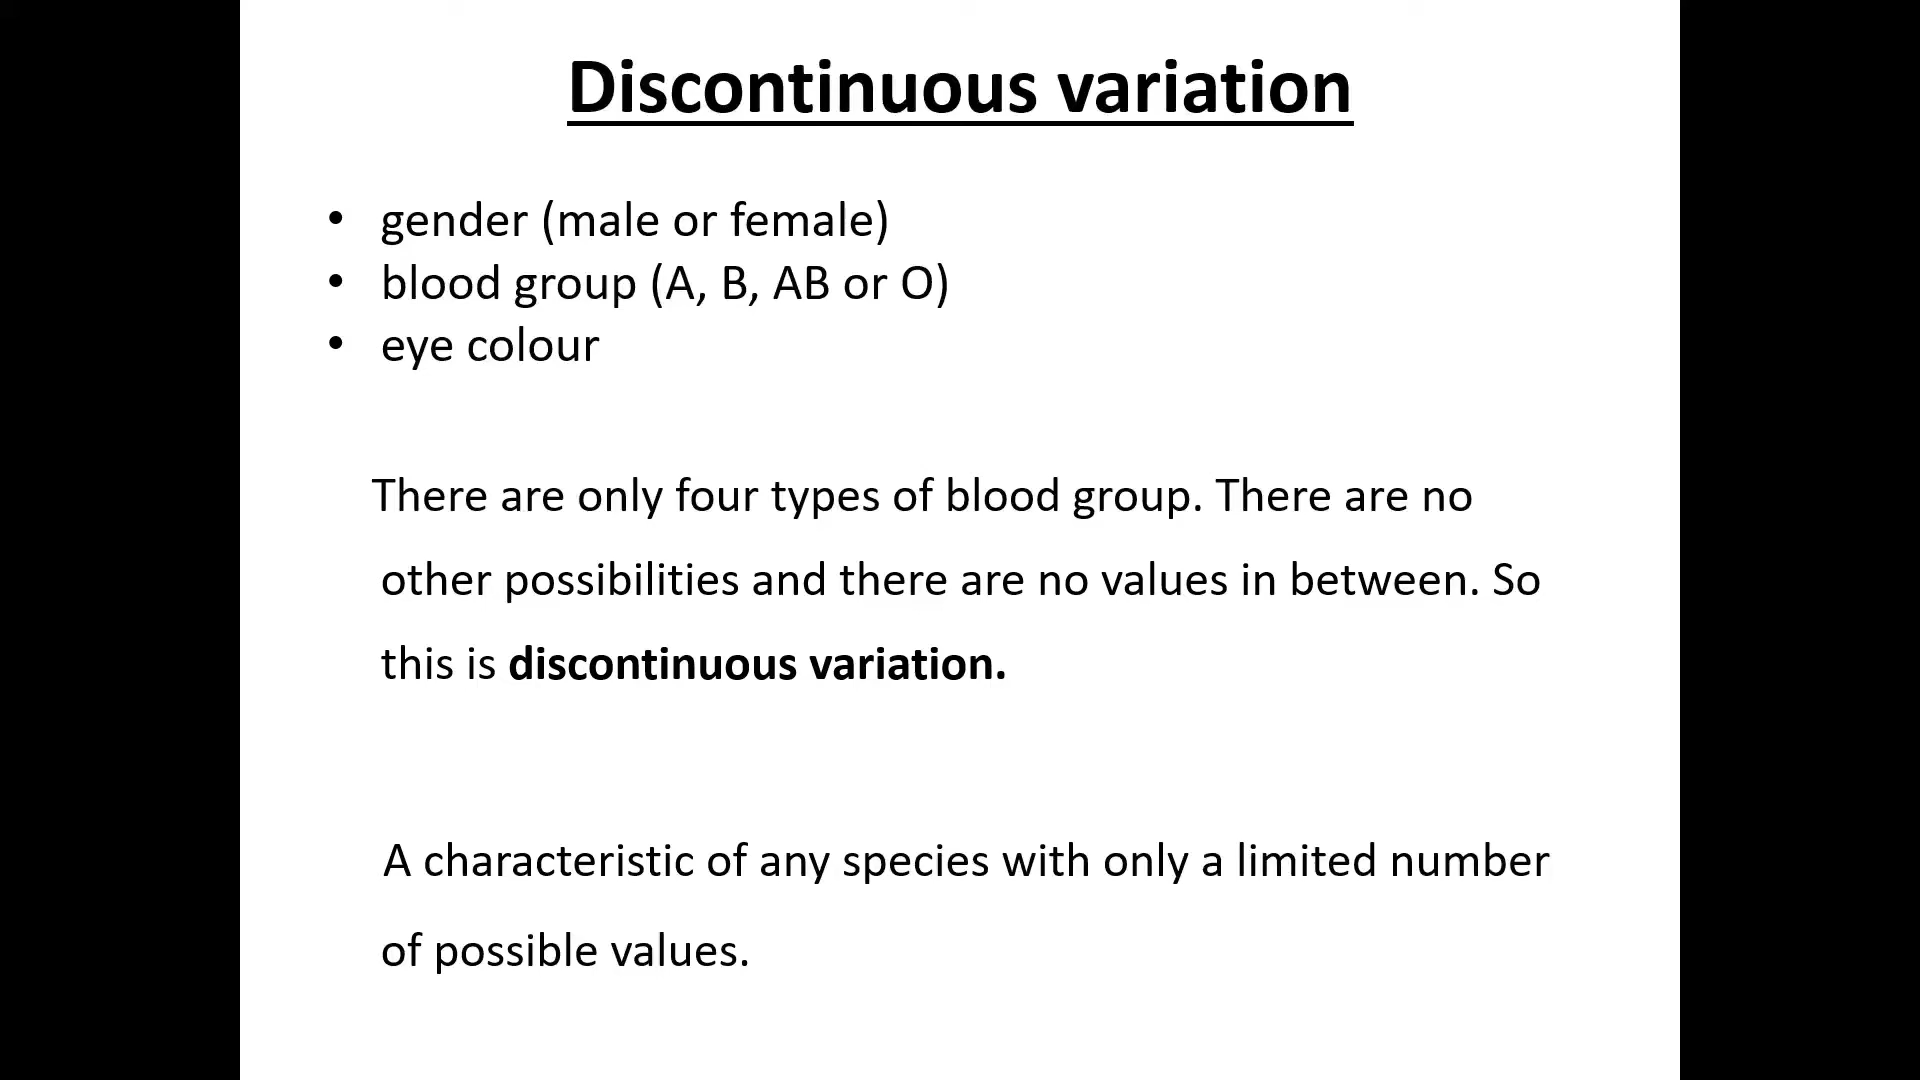 Discontinuous variation
• gender (male or female)
• blood group (A, B, AB or O)
• eye colour
There are only four types of blood group. There are no
other possibilities and there are no values in between. So
this is discontinuous variation.
A characteristic of any species with only a limited number
of possible values.